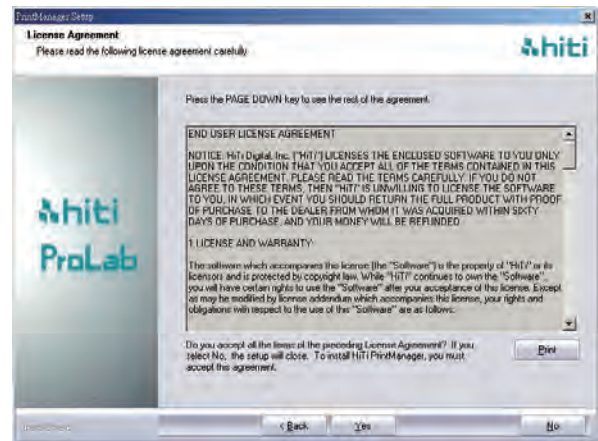 PrintManager Setup
License Agreement
Please read the following license agreement carefully.
hiti
Press the PAGE DOWN key to see the rest of the agreement.
END USER LICENSE AGREEMENT
NOTICE: HiTi Digital, Inc. ("HiTi") LICENSES THE ENCLOSED SOFTWARE TO YOU ONLY
UPON THE CONDITION THAT YOU ACCEPT ALL OF THE TERMS CONTAINED IN THIS
LICENSE AGREEMENT. PLEASE READ THE TERMS CAREFULLY. IF YOU DO NOT
AGREE TO THESE TERMS, THEN "HiTi" IS UNWILLING TO LICENSE THE SOFTWARE
TO YOU, IN WHICH EVENT YOU SHOULD RETURN THE FULL PRODUCT WITH PROOF
OF PURCHASE TO THE DEALER FROM WHOM IT WAS ACQUIRED WITHIN SIXTY
DAYS OF PURCHASE, AND YOUR MONEY WILL BE REFUNDED.
1.LICENSE AND WARRANTY:
The software which accompanies this license (the "Software") is the property of "HiTi" or its
licensors and is protected by copyright law. While "HiTi" continues to own the "Software",
you will have certain rights to use the "Software" after your acceptance of this license. Except
as may be modified by license addendum which accompanies this license, your rights and
obligations with respect to the use of this "Software" are as follows:
hiti
ProLab
Do you accept all the terms of the preceding License Agreement? If you
select No, the setup will close. To install HiTi PrintManager, you must
accept this agreement.
Print
InstallShield
< Back
Yes
No